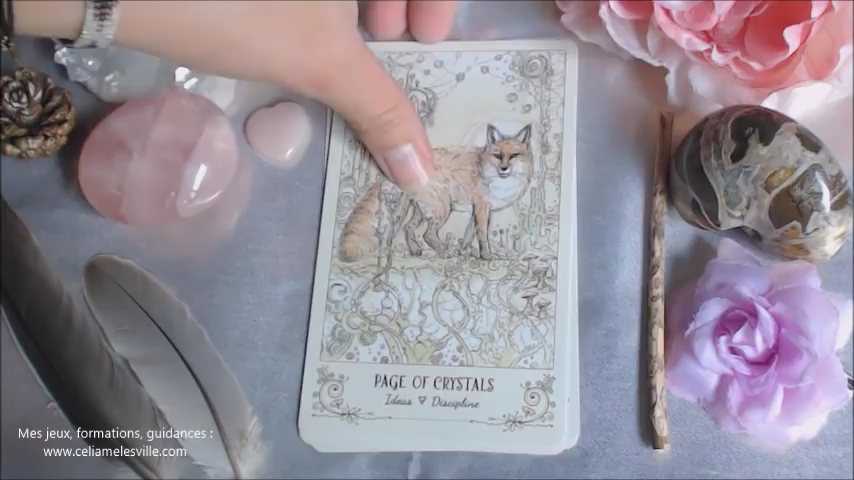 PAGE OF CRYSTALS
Ideas ▽ Discipline
Mes jeux, formations, guidances :
www.celiamelesville.com